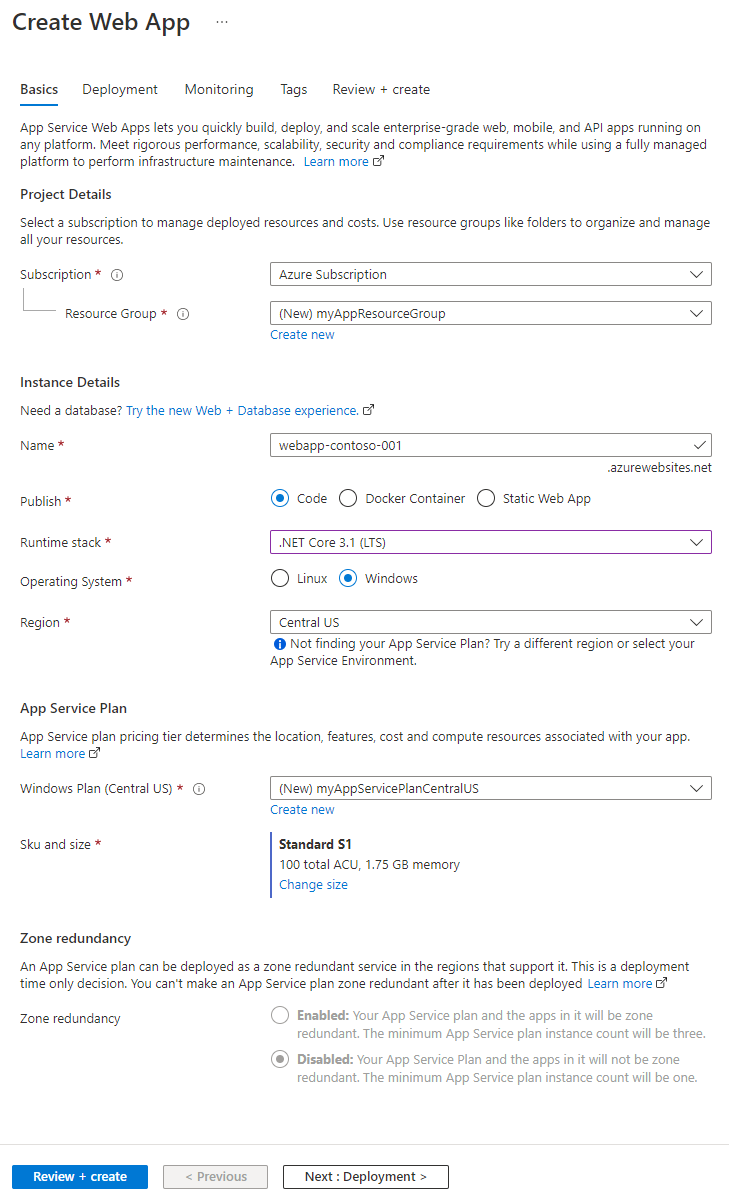 Create Web App ...
Basics Deployment Monitoring Tags Review + create
App Service Web Apps lets you quickly build, deploy, and scale enterprise-grade web, mobile, and API apps running on
any platform. Meet rigorous performance, scalability, security and compliance requirements while using a fully managed
platform to perform infrastructure maintenance. Learn more
Project Details
Select a subscription to manage deployed resources and costs. Use resource groups like folders to organize and manage
all your resources.
Subscription * Azure Subscription
Resource Group * (New) myAppResourceGroup
Create new
Instance Details
Need a database? Try the new Web + Database experience.
Name * webapp-contoso-001
.azurewebsites.net
Publish * Code Docker Container Static Web App
Runtime stack * .NET Core 3.1 (LTS)
Operating System * Linux Windows
Region * Central US
Not finding your App Service Plan? Try a different region or select your
App Service Environment.
App Service Plan
App Service plan pricing tier determines the location, features, cost and compute resources associated with your app.
Learn more
Windows Plan (Central US) * (New) myAppServicePlanCentralUS
Create new
Sku and size * Standard S1
100 total ACU, 1.75 GB memory
Change size
Zone redundancy
An App Service plan can be deployed as a zone redundant service in the regions that support it. This is a deployment
time only decision. You can't make an App Service plan zone redundant after it has been deployed Learn more
Zone redundancy Enabled: Your App Service plan and the apps in it will be zone
redundant. The minimum App Service plan instance count will be three.
Disabled: Your App Service Plan and the apps in it will not be zone
redundant. The minimum App Service plan instance count will be one.
Review + create < Previous Next : Deployment >